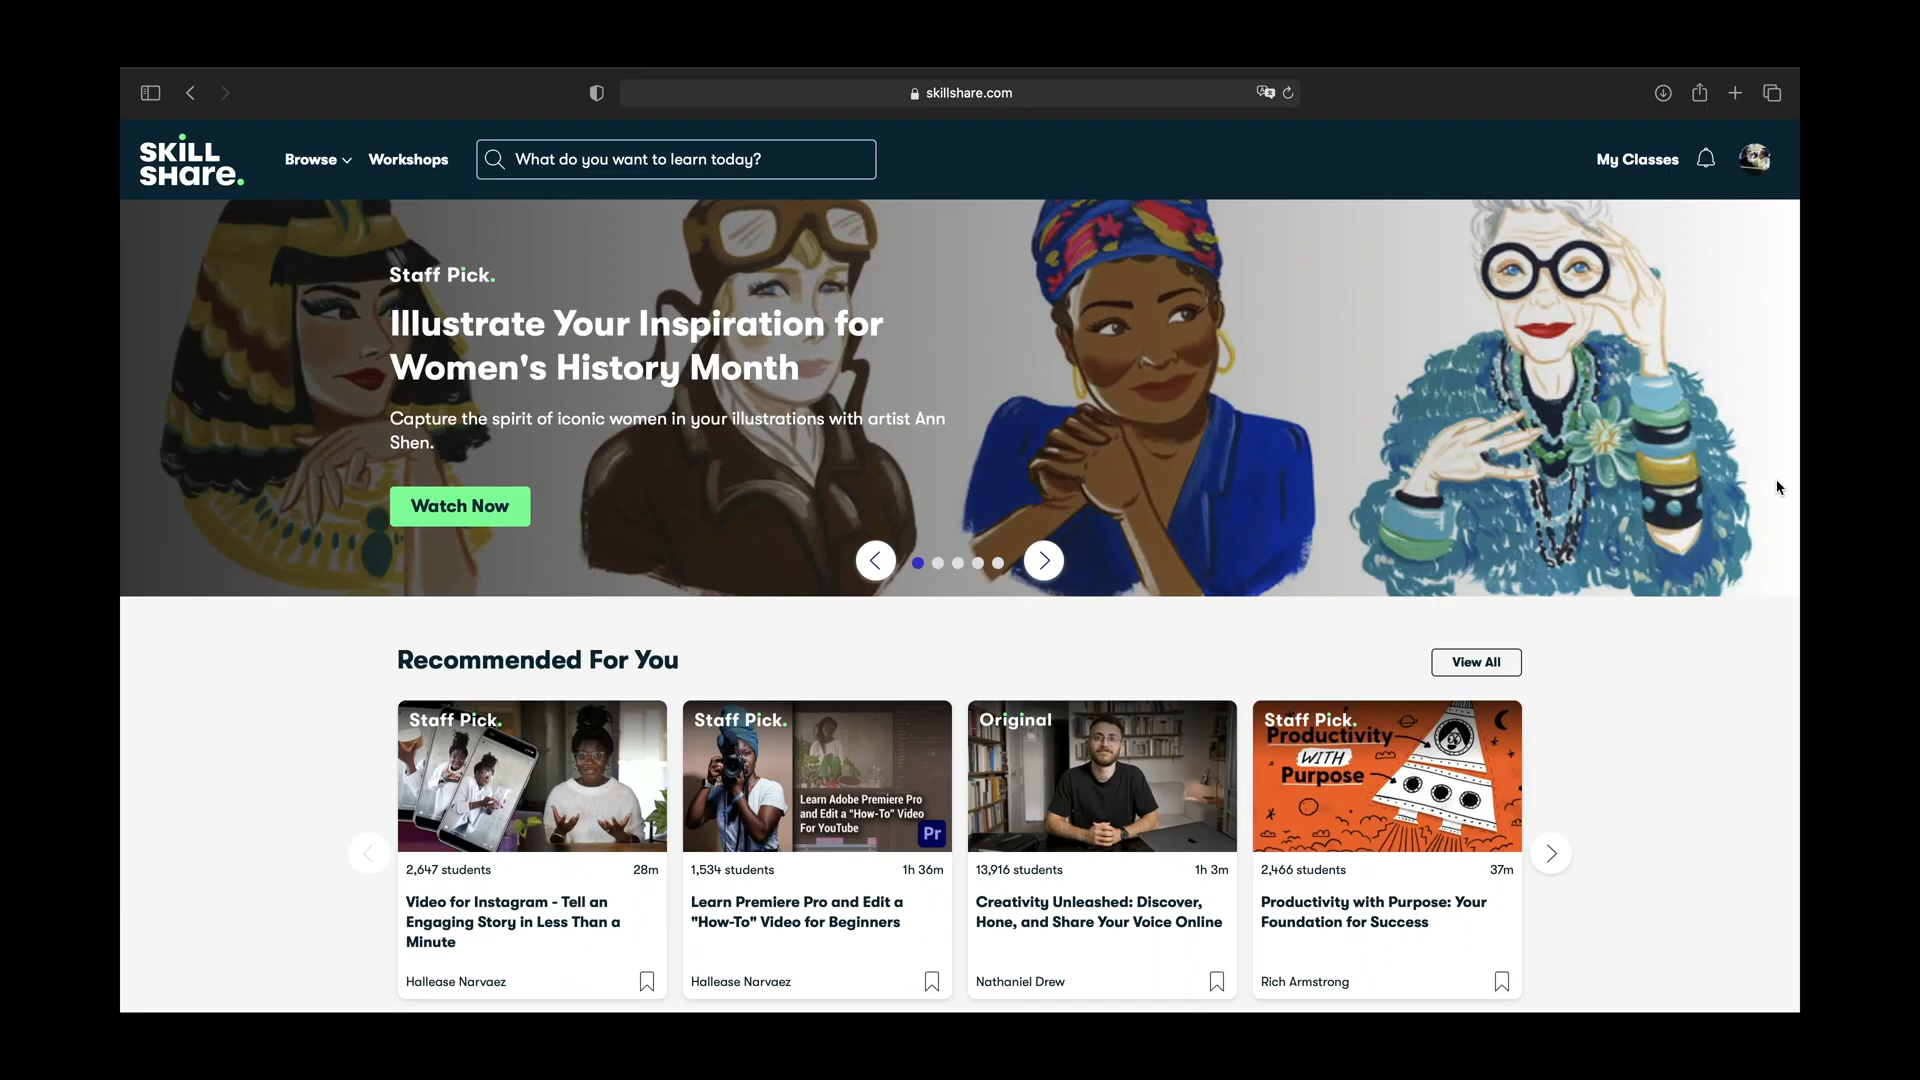 skillshare.com
SKILL
SHare.
Browse
Workshops
What do you want to learn today?
My Classes
Staff Pick.
Illustrate Your Inspiration for
Women's History Month
Capture the spirit of iconic women in your illustrations with artist Ann
Shen.
Watch Now
Recommended For You
View All
Staff Pick.
2,647 students
28m
Video for Instagram - Tell an
Engaging Story in Less Than a
Minute
Hallease Narvaez
Staff Pick.
Learn Adobe Premiere Pro
and Edit a "How-To" Video
For YouTube
Pr
1,534 students
1h 36m
Learn Premiere Pro and Edit a
"How-To" Video for Beginners
Hallease Narvaez
Original
13,916 students
1h 3m
Creativity Unleashed: Discover,
Hone, and Share Your Voice Online
Nathaniel Drew
Staff Pick.
Productivity
WITH
Purpose
2,466 students
37m
Productivity with Purpose: Your
Foundation for Success
Rich Armstrong